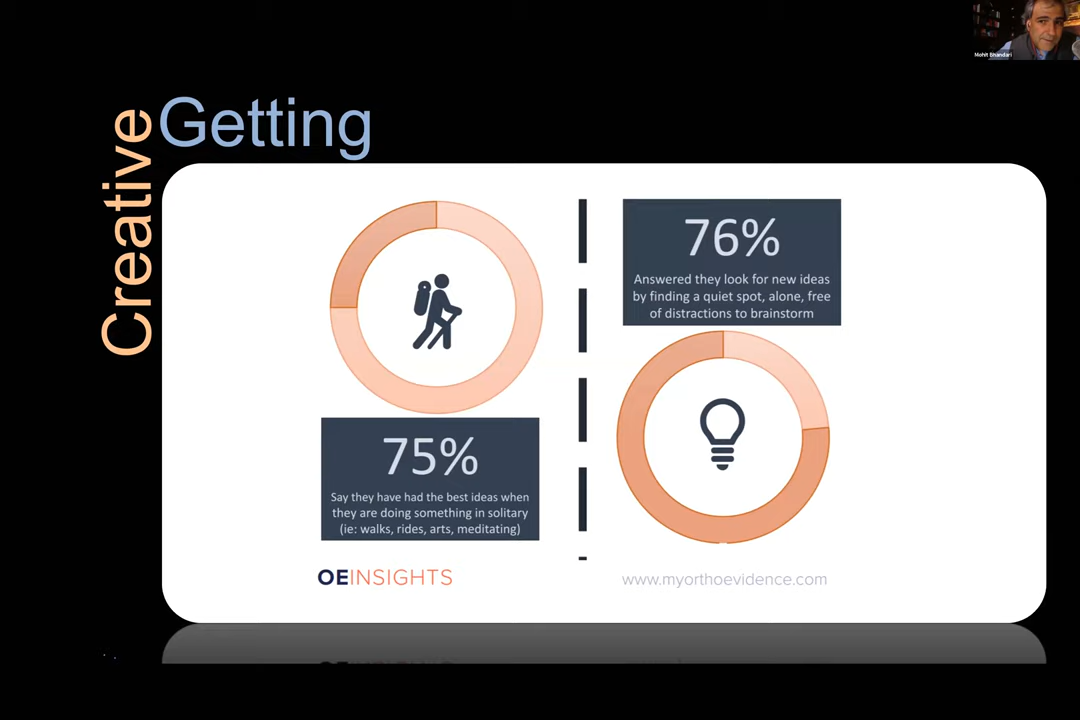 Mohit Bhandari
Getting
Creative
76%
Answered they look for new ideas
by finding a quiet spot, alone, free
of distractions to brainstorm
75%
Say they have had the best ideas when
they are doing something in solitary
(ie: walks, rides, arts, meditating)
OEINSIGHTS
www.myorthoevidence.com